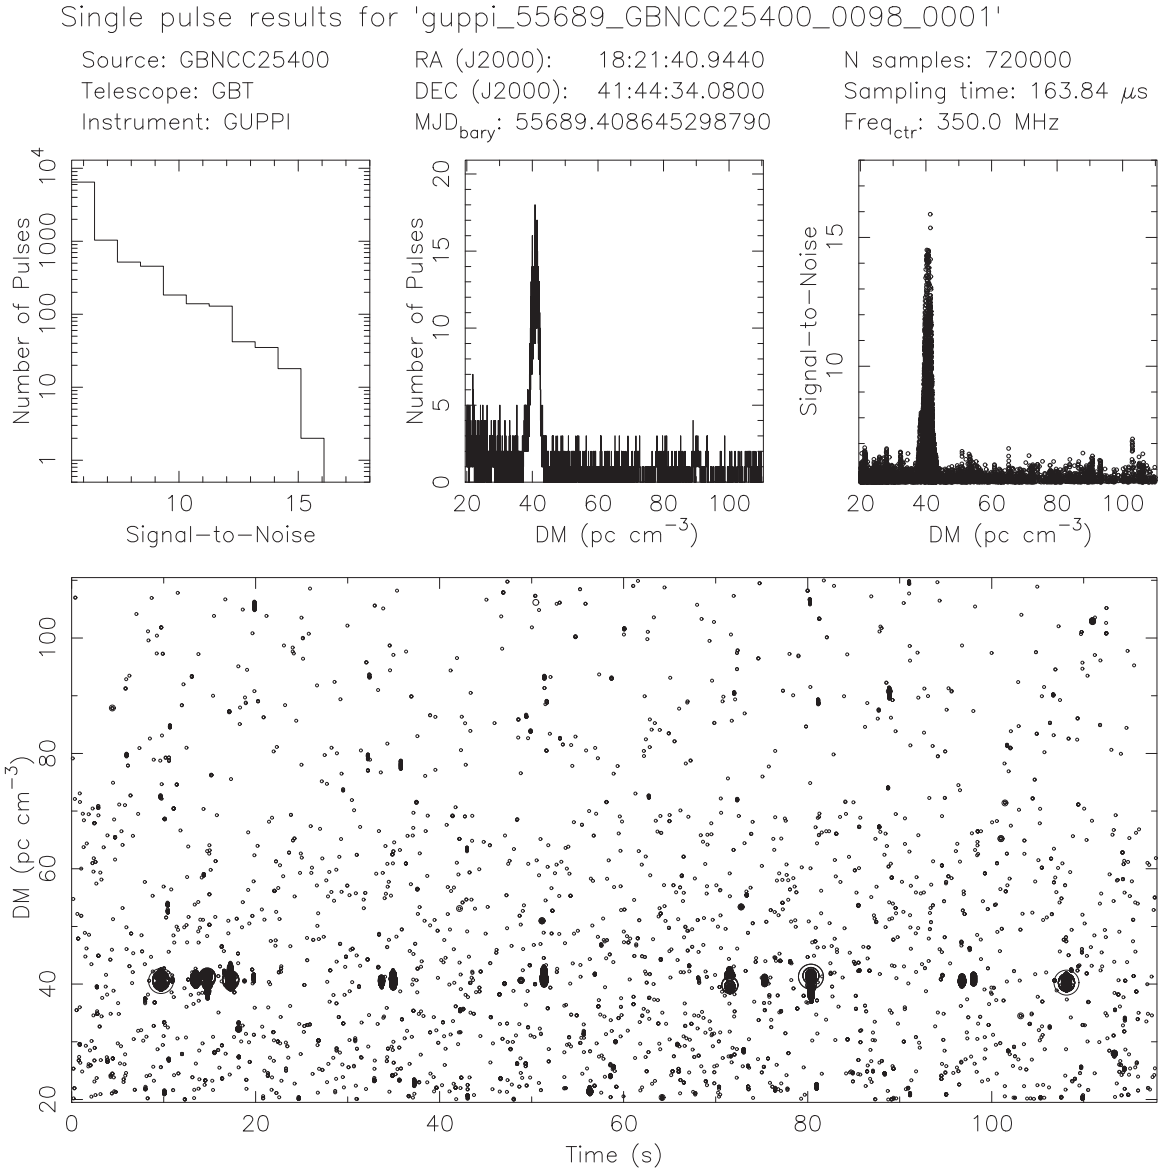 Single pulse results for 'guppi_55689_GBNCC25400_0098_0001'
Source: GBNCC25400 RA (J2000): 18:21:40.9440 N samples: 720000
Telescope: GBT DEC (J2000): 41:44:34.0800 Sampling time: 163.84 μs
Instrument: GUPPI MJD_bary: 55689.408645298790 Freq_ctr: 350.0 MHz
Number of Pulses
10^4
1000
100
10
1
10 15
Signal-to-Noise
Number of Pulses
20
15
10
5
0
20 40 60 80 100
DM (pc cm^-3)
Signal-to-Noise
15
10
20 40 60 80 100
DM (pc cm^-3)
DM (pc cm^-3)
100
80
60
40
20
0 20 40 60 80 100
Time (s)